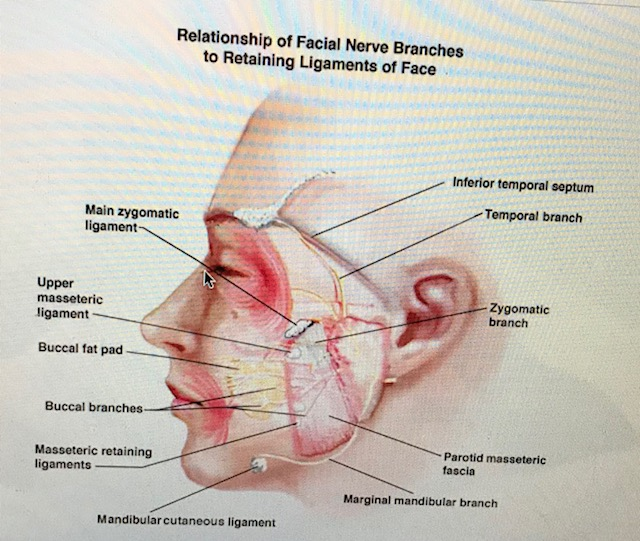 Relationship of Facial Nerve Branches
to Retaining Ligaments of Face
Inferior temporal septum
Main zygomatic
ligament
Temporal branch
Upper
masseteric
ligament
Zygomatic
branch
Buccal fat pad
Buccal branches
Masseteric retaining
ligaments
Parotid masseteric
fascia
Marginal mandibular branch
Mandibularcutaneous ligament